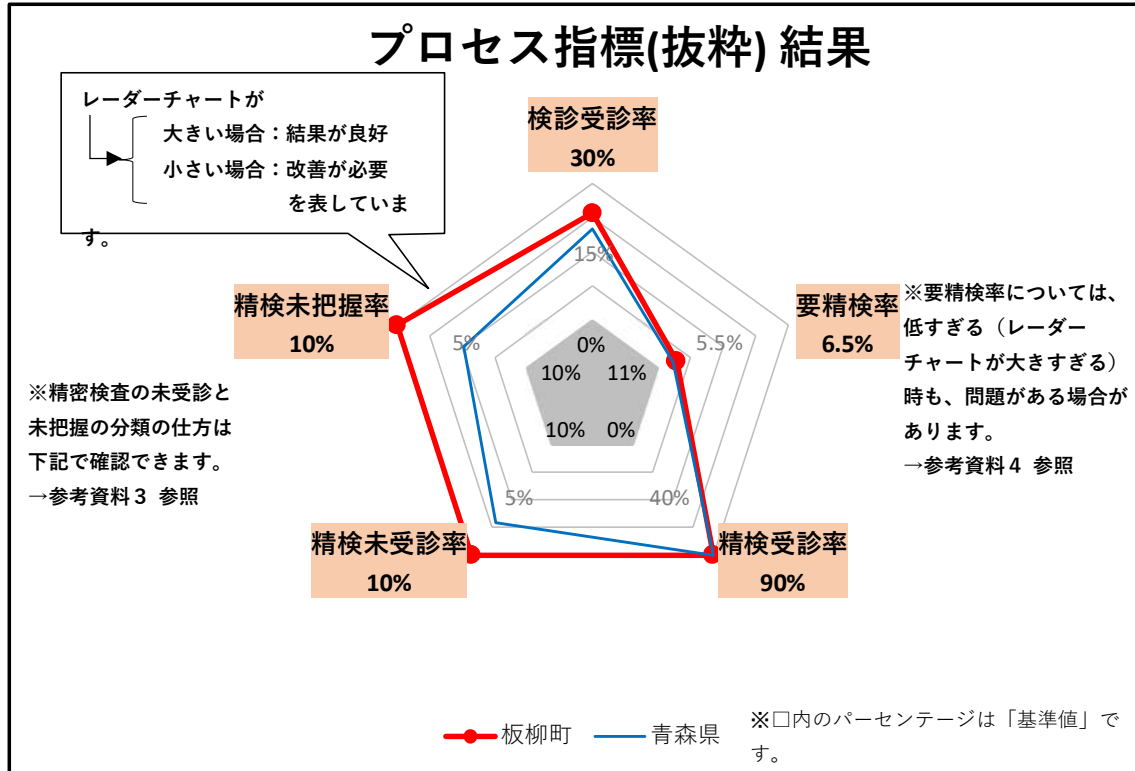 プロセス指標(抜粋) 結果
レーダーチャートが
大きい場合：結果が良好
小さい場合：改善が必要
を表していま
す。
検診受診率
30%
15%
精検未把握率
10%
5%
要精検率
6.5%
5.5%
※要精検率については、
低すぎる（レーダー
チャートが大きすぎる）
時も、問題がある場合が
あります。
→参考資料４ 参照
0%
10%
11%
10%
0%
※精密検査の未受診と
未把握の分類の仕方は
下記で確認できます。
→参考資料３ 参照
5%
40%
精検未受診率
10%
精検受診率
90%
板柳町
青森県
※□内のパーセンテージは「基準値」で
す。